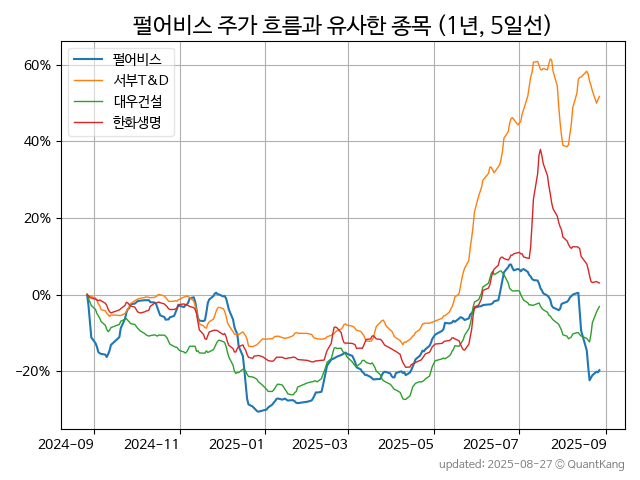 펄어비스 주가 흐름과 유사한 종목 (1년, 5일선)
펄어비스
서부T&D
대우건설
한화생명
60%
40%
20%
0%
−20%
2024-09 2024-11 2025-01 2025-03 2025-05 2025-07 2025-09
updated: 2025-08-27 © QuantKang